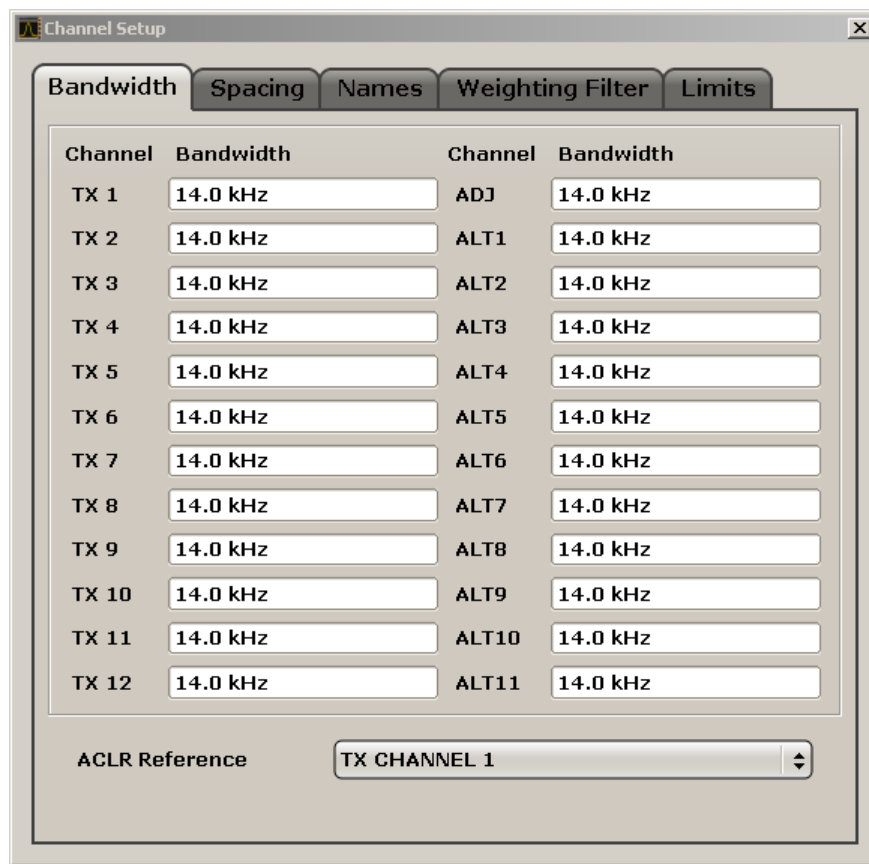 Channel Setup
Bandwidth Spacing Names Weighting Filter Limits
Channel Bandwidth Channel Bandwidth
TX 1 14.0 kHz ADJ 14.0 kHz
TX 2 14.0 kHz ALT1 14.0 kHz
TX 3 14.0 kHz ALT2 14.0 kHz
TX 4 14.0 kHz ALT3 14.0 kHz
TX 5 14.0 kHz ALT4 14.0 kHz
TX 6 14.0 kHz ALT5 14.0 kHz
TX 7 14.0 kHz ALT6 14.0 kHz
TX 8 14.0 kHz ALT7 14.0 kHz
TX 9 14.0 kHz ALT8 14.0 kHz
TX 10 14.0 kHz ALT9 14.0 kHz
TX 11 14.0 kHz ALT10 14.0 kHz
TX 12 14.0 kHz ALT11 14.0 kHz
ACLR Reference TX CHANNEL 1